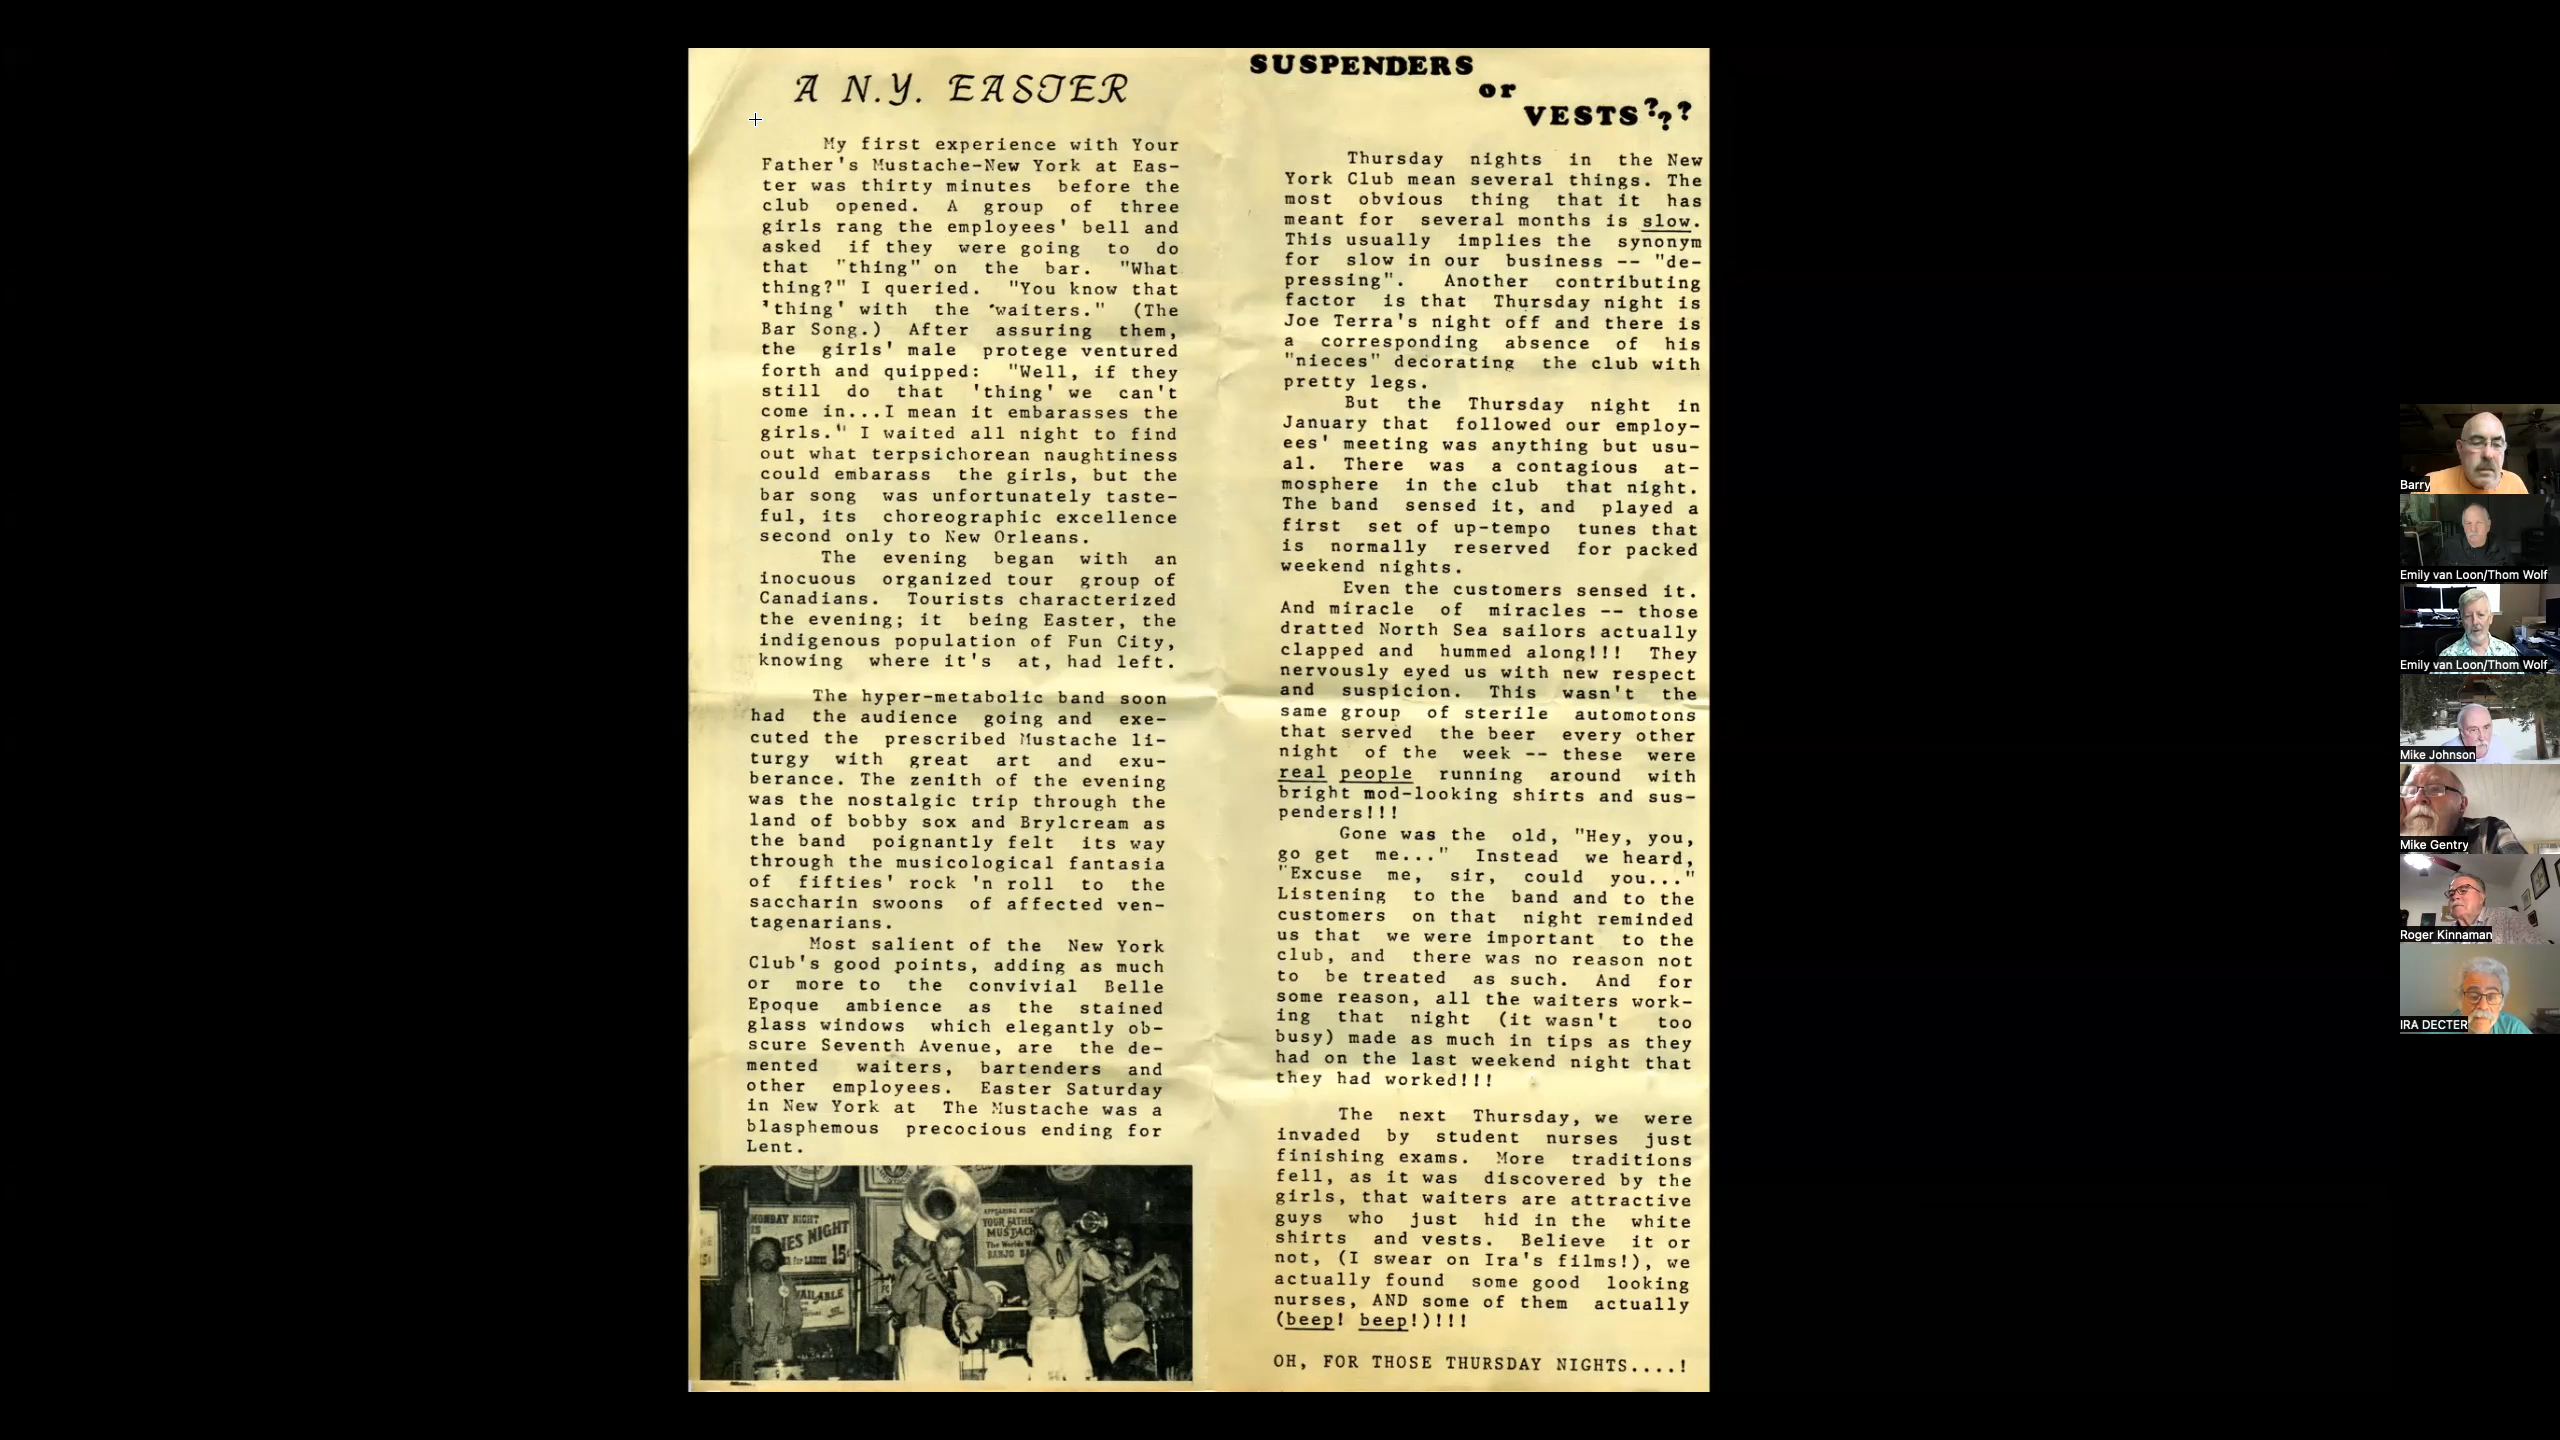 A N.Y. EASTER
My first experience with Your
Father's Mustache-New York at Eas-
ter was thirty minutes before the
club opened. A group of three
girls rang the employees' bell and
asked if they were going to do
that "thing" on the bar. "What
thing?" I queried. "You know that
'thing' with the waiters." (The
Bar Song.) After assuring them,
the girls' male protege ventured
forth and quipped: "Well, if they
still do that 'thing' we can't
come in...I mean it embarasses the
girls." I waited all night to find
out what terpsichorean naughtiness
could embarass the girls, but the
bar song was unfortunately taste-
ful, its choreographic excellence
second only to New Orleans.
The evening began with an
inocuous organized tour group of
Canadians. Tourists characterized
the evening; it being Easter, the
indigenous population of Fun City,
knowing where it's at, had left.
The hyper-metabolic band soon
had the audience going and exe-
cuted the prescribed Mustache li-
turgy with great art and exu-
berance. The zenith of the evening
was the nostalgic trip through the
land of bobby sox and Brylcream as
the band poignantly felt its way
through the musicological fantasia
of fifties' rock 'n roll to the
saccharin swoons of affected ven-
tagenarians.
Most salient of the New York
Club's good points, adding as much
or more to the convivial Belle
Epoque ambience as the stained
glass windows which elegantly ob-
scure Seventh Avenue, are the de-
mented waiters, bartenders and
other employees. Easter Saturday
in New York at The Mustache was a
blasphemous precocious ending for
Lent.
MONDAY NIGHT
IS
NIGHT
for LADIES 15¢
APPEARING
YOUR
The
SUSPENDERS
or
VESTS???
Thursday nights in the New
York Club mean several things. The
most obvious thing that it has
meant for several months is slow.
This usually implies the synonym
for slow in our business -- "de-
pressing". Another contributing
factor is that Thursday night is
Joe Terra's night off and there is
a corresponding absence of his
"nieces" decorating the club with
pretty legs.
But the Thursday night in
January that followed our employ-
ees' meeting was anything but usu-
al. There was a contagious at-
mosphere in the club that night.
The band sensed it, and played a
first set of up-tempo tunes that
is normally reserved for packed
weekend nights.
Even the customers sensed it.
And miracle of miracles -- those
dratted North Sea sailors actually
clapped and hummed along!!! They
nervously eyed us with new respect
and suspicion. This wasn't the
same group of sterile automotons
that served the beer every other
night of the week -- these were
real people running around with
bright mod-looking shirts and sus-
penders!!!
Gone was the old, "Hey, you,
go get me..." Instead we heard,
"Excuse me, sir, could you..."
Listening to the band and to the
customers on that night reminded
us that we were important to the
club, and there was no reason not
to be treated as such. And for
some reason, all the waiters work-
ing that night (it wasn't too
busy) made as much in tips as they
had on the last weekend night that
they had worked!!!
The next Thursday, we were
invaded by student nurses just
finishing exams. More traditions
fell, as it was discovered by the
girls, that waiters are attractive
guys who just hid in the white
shirts and vests. Believe it or
not, (I swear on Ira's films!), we
actually found some good looking
nurses, AND some of them actually
(beep! beep!)!!!
OH, FOR THOSE THURSDAY NIGHTS....!
Barry
Emily van Loon/Thom Wolf
Emily van Loon/Thom Wolf
Mike Johnson
Mike Gentry
Roger Kinnaman
IRA DECTER